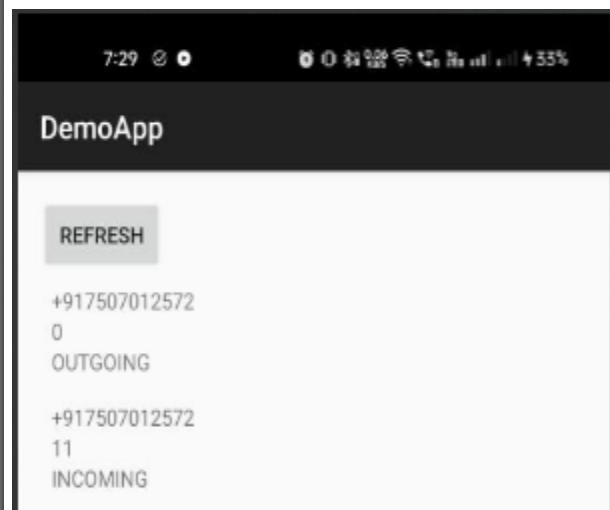 7:29
33%
DemoApp
REFRESH
+917507012572
0
OUTGOING
+917507012572
11
INCOMING